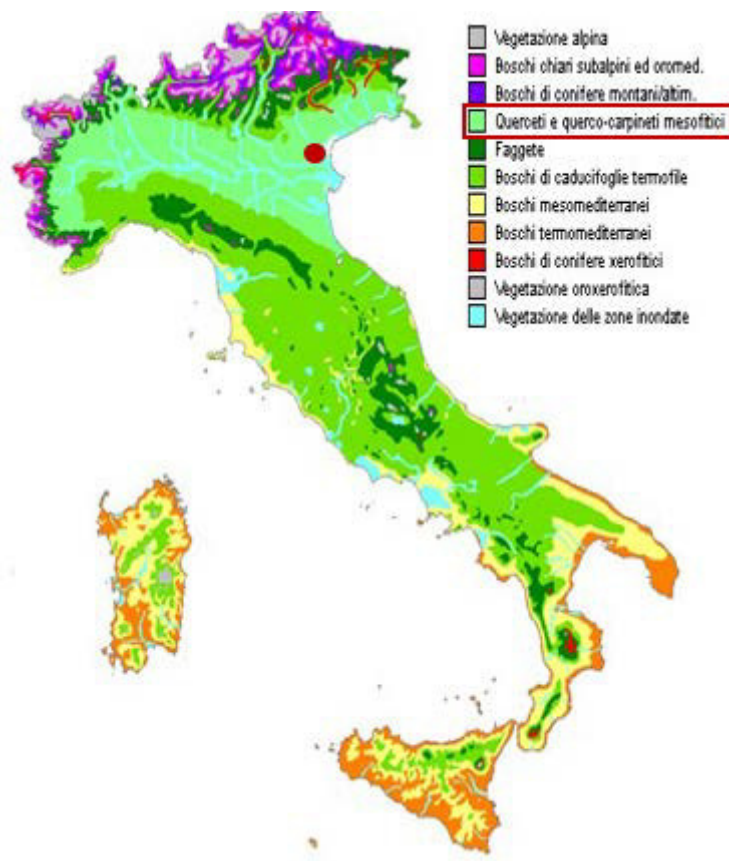 Vegetazione alpina
Boschi chiari subalpini ed oromed.
Boschi di conifere montani/altim.
Querceti e querco-carpineti mesofitici
Faggete
Boschi di caducifoglie termofile
Boschi mesomediterranei
Boschi termomediterranei
Boschi di conifere xerofitici
Vegetazione oroxerofitica
Vegetazione delle zone inondate